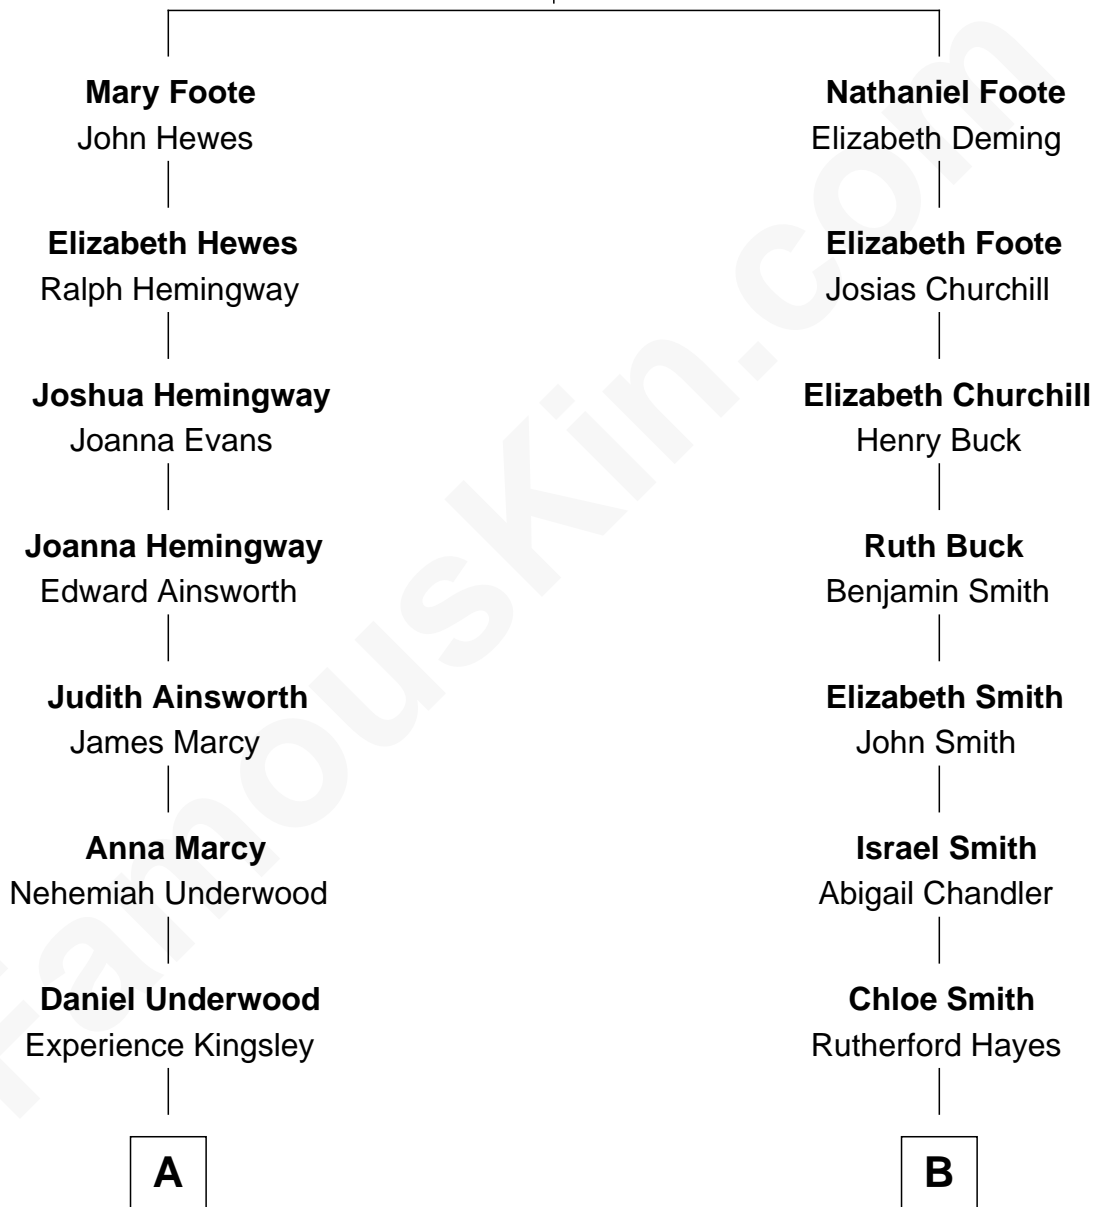 Mary Foote
John Hewes
Nathaniel Foote
Elizabeth Deming
Elizabeth Hewes
Ralph Hemingway
Elizabeth Foote
Josias Churchill
Joshua Hemingway
Joanna Evans
Elizabeth Churchill
Henry Buck
Joanna Hemingway
Edward Ainsworth
Ruth Buck
Benjamin Smith
Judith Ainsworth
James Marcy
Elizabeth Smith
John Smith
Anna Marcy
Nehemiah Underwood
Israel Smith
Abigail Chandler
Daniel Underwood
Experience Kingsley
Chloe Smith
Rutherford Hayes
A
B
FamousKin.com